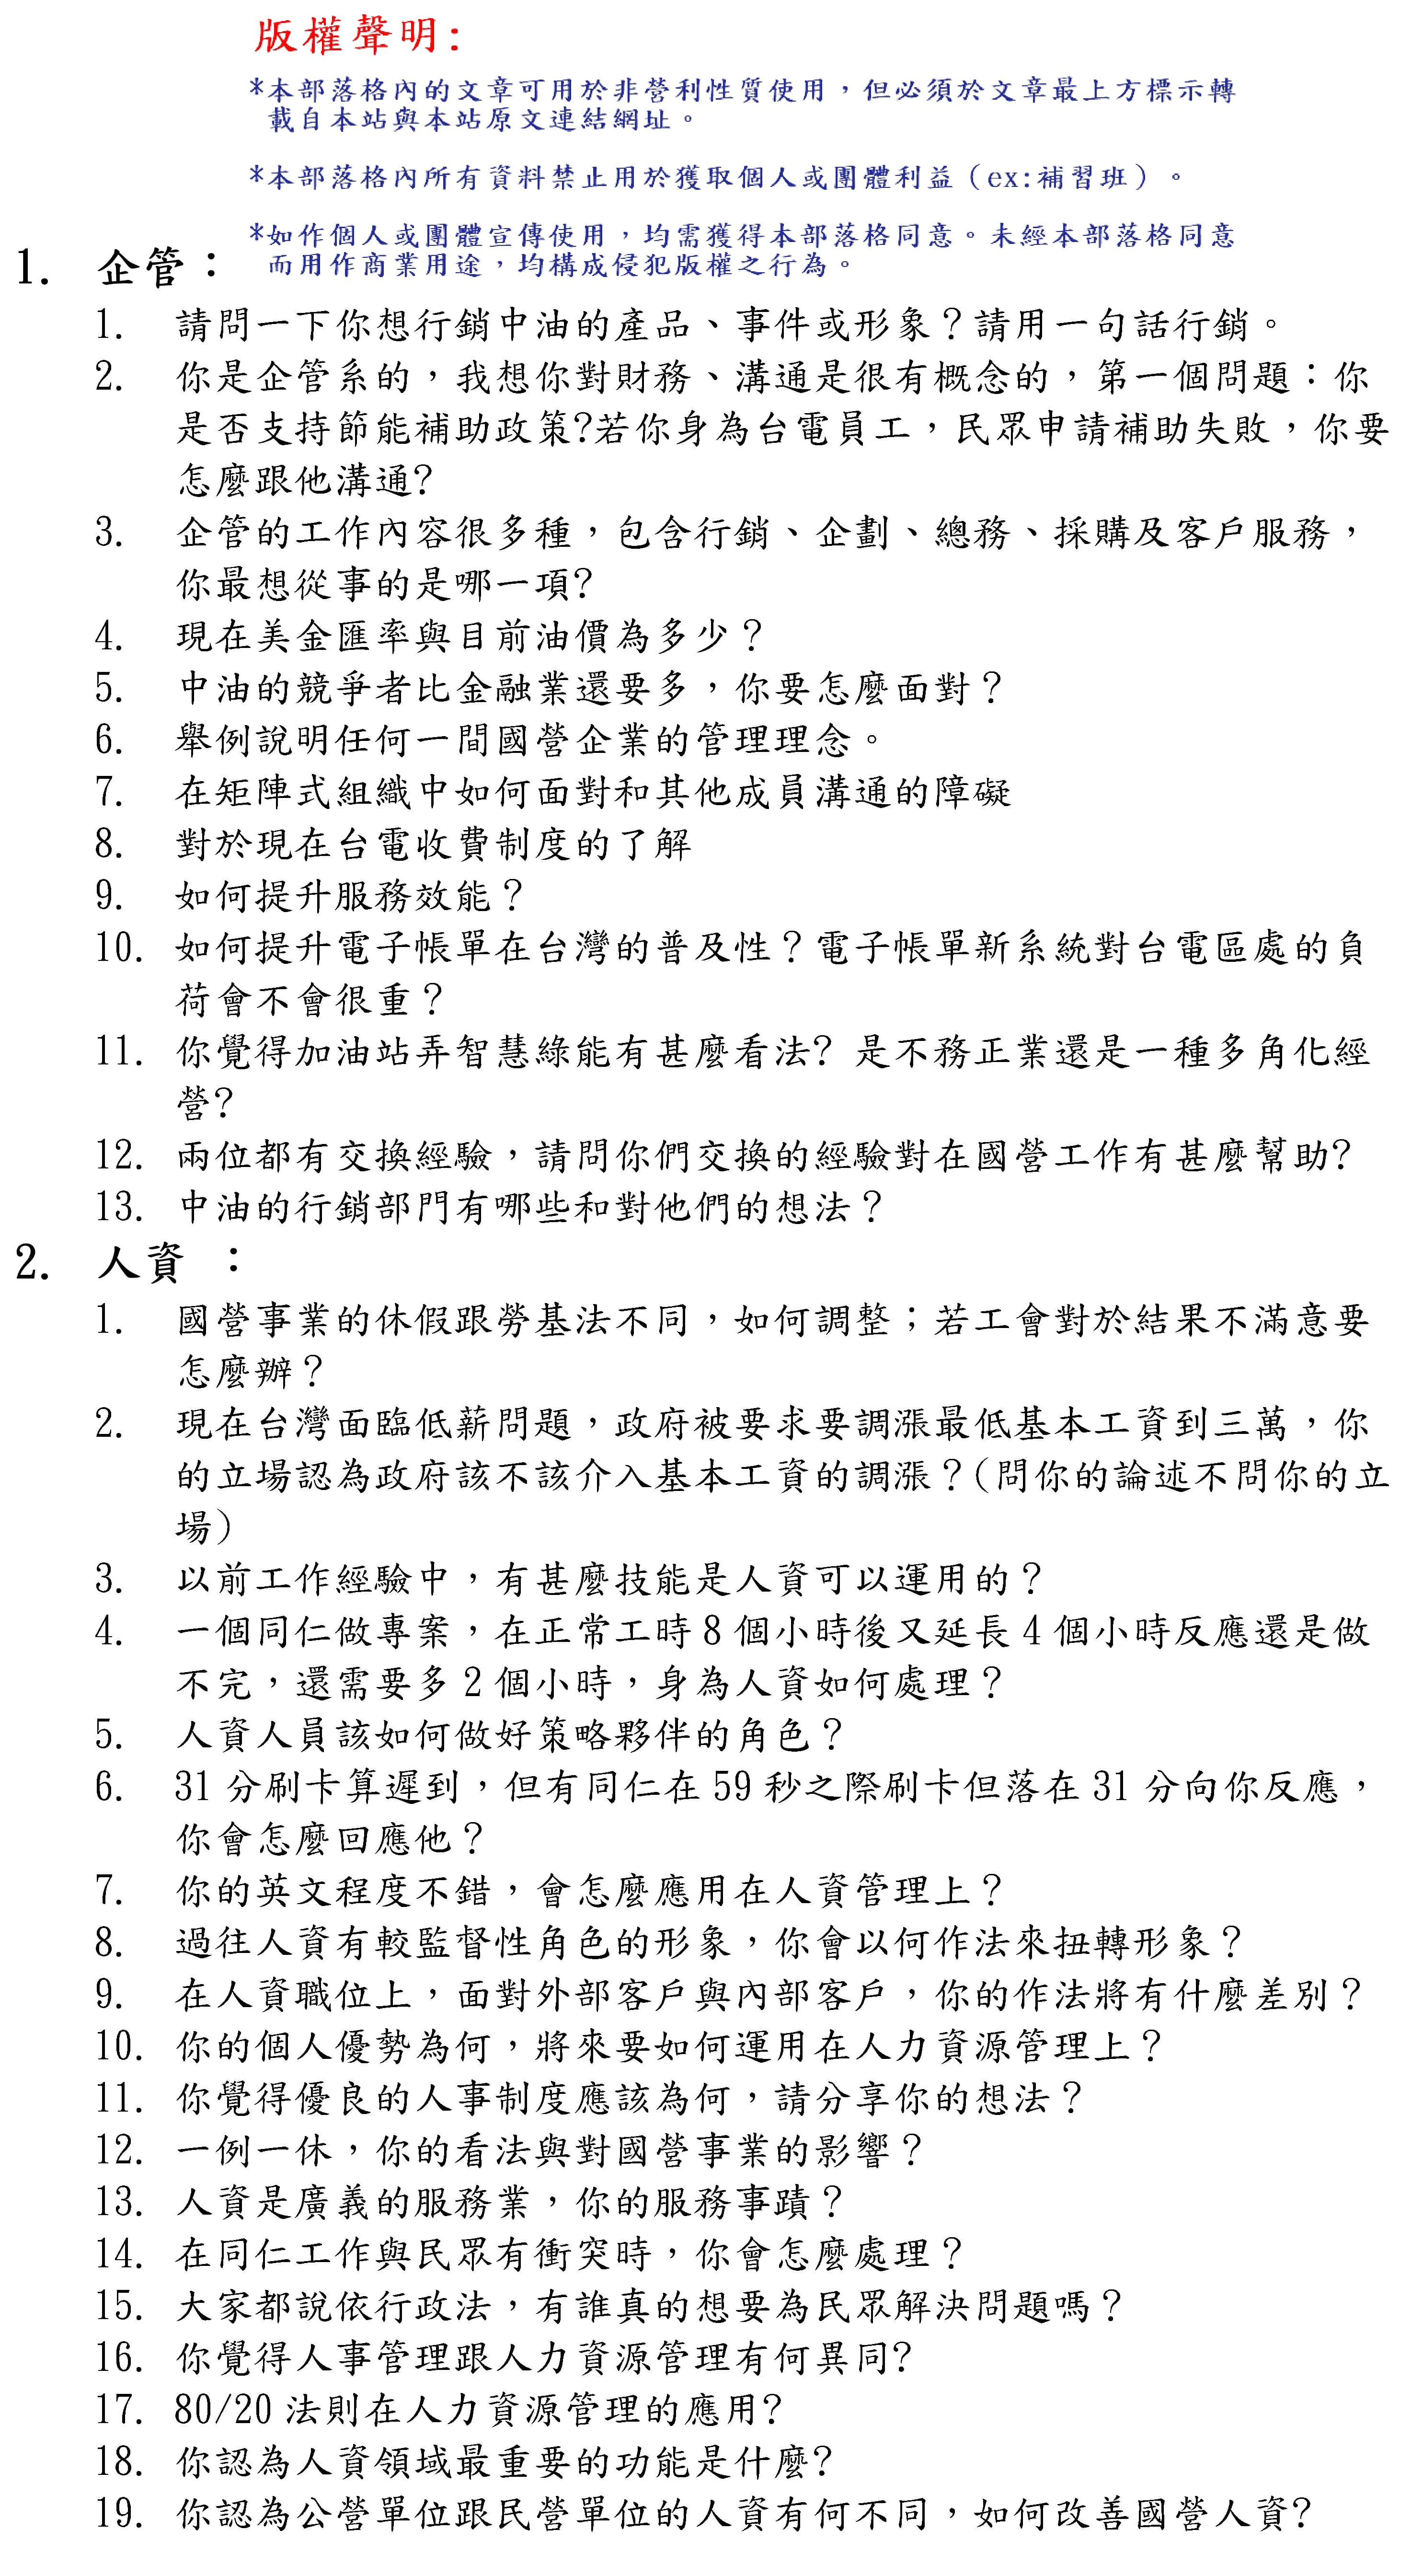 版權聲明:
*本部落格內的文章可用於非營利性質使用，但必須於文章最上方標示轉
載自本站與本站原文連結網址。
*本部落格內所有資料禁止用於獲取個人或團體利益（ex:補習班）。
*如作個人或團體宣傳使用，均需獲得本部落格同意。未經本部落格同意
而用作商業用途，均構成侵犯版權之行為。
1. 企管：
1. 請問一下你想行銷中油的產品、事件或形象？請用一句話行銷。
2. 你是企管系的，我想你對財務、溝通是很有概念的，第一個問題：你
是否支持節能補助政策?若你身為台電員工，民眾申請補助失敗，你要
怎麼跟他溝通?
3. 企管的工作內容很多種，包含行銷、企劃、總務、採購及客戶服務，
你最想從事的是哪一項?
4. 現在美金匯率與目前油價為多少？
5. 中油的競爭者比金融業還要多，你要怎麼面對？
6. 舉例說明任何一間國營企業的管理理念。
7. 在矩陣式組織中如何面對和其他成員溝通的障礙
8. 對於現在台電收費制度的了解
9. 如何提升服務效能？
10. 如何提升電子帳單在台灣的普及性？電子帳單新系統對台電區處的負
荷會不會很重？
11. 你覺得加油站弄智慧綠能有甚麼看法? 是不務正業還是一種多角化經
營?
12. 兩位都有交換經驗，請問你們交換的經驗對在國營工作有甚麼幫助?
13. 中油的行銷部門有哪些和對他們的想法？
2. 人資 ：
1. 國營事業的休假跟勞基法不同，如何調整；若工會對於結果不滿意要
怎麼辦？
2. 現在台灣面臨低薪問題，政府被要求要調漲最低基本工資到三萬，你
的立場認為政府該不該介入基本工資的調漲？(問你的論述不問你的立
場)
3. 以前工作經驗中，有甚麼技能是人資可以運用的？
4. 一個同仁做專案，在正常工時 8 個小時後又延長 4 個小時反應還是做
不完，還需要多 2 個小時，身為人資如何處理？
5. 人資人員該如何做好策略夥伴的角色？
6. 31 分刷卡算遲到，但有同仁在 59 秒之際刷卡但落在 31 分向你反應，
你會怎麼回應他？
7. 你的英文程度不錯，會怎麼應用在人資管理上？
8. 過往人資有較監督性角色的形象，你會以何作法來扭轉形象？
9. 在人資職位上，面對外部客戶與內部客戶，你的作法將有什麼差別？
10. 你的個人優勢為何，將來要如何運用在人力資源管理上？
11. 你覺得優良的人事制度應該為何，請分享你的想法？
12. 一例一休，你的看法與對國營事業的影響？
13. 人資是廣義的服務業，你的服務事蹟？
14. 在同仁工作與民眾有衝突時，你會怎麼處理？
15. 大家都說依行政法，有誰真的想要為民眾解決問題嗎？
16. 你覺得人事管理跟人力資源管理有何異同?
17. 80/20 法則在人力資源管理的應用?
18. 你認為人資領域最重要的功能是什麼?
19. 你認為公營單位跟民營單位的人資有何不同，如何改善國營人資?